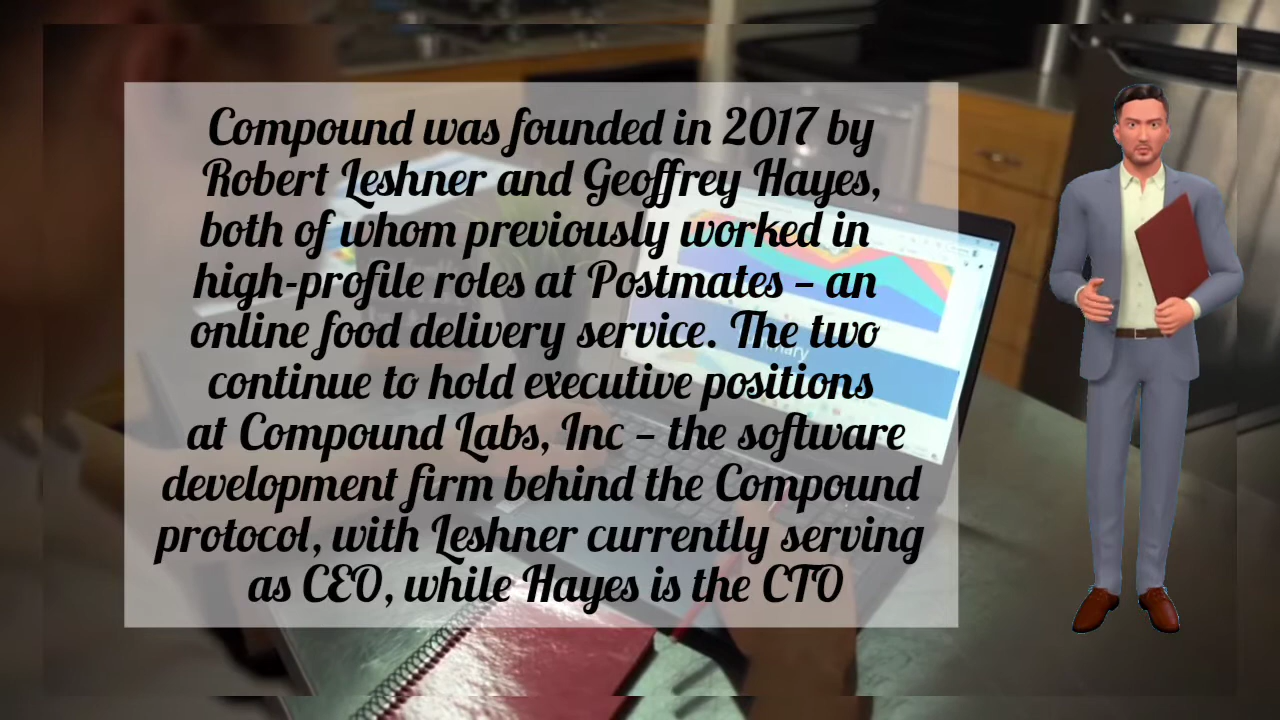 Compound was founded in 2017 by
Robert Leshner and Geoffrey Hayes,
both of whom previously worked in
high-profile roles at Postmates – an
online food delivery service. The two
continue to hold executive positions
at Compound Labs, Inc – the software
development firm behind the Compound
protocol, with Leshner currently serving
as CEO, while Hayes is the CTO